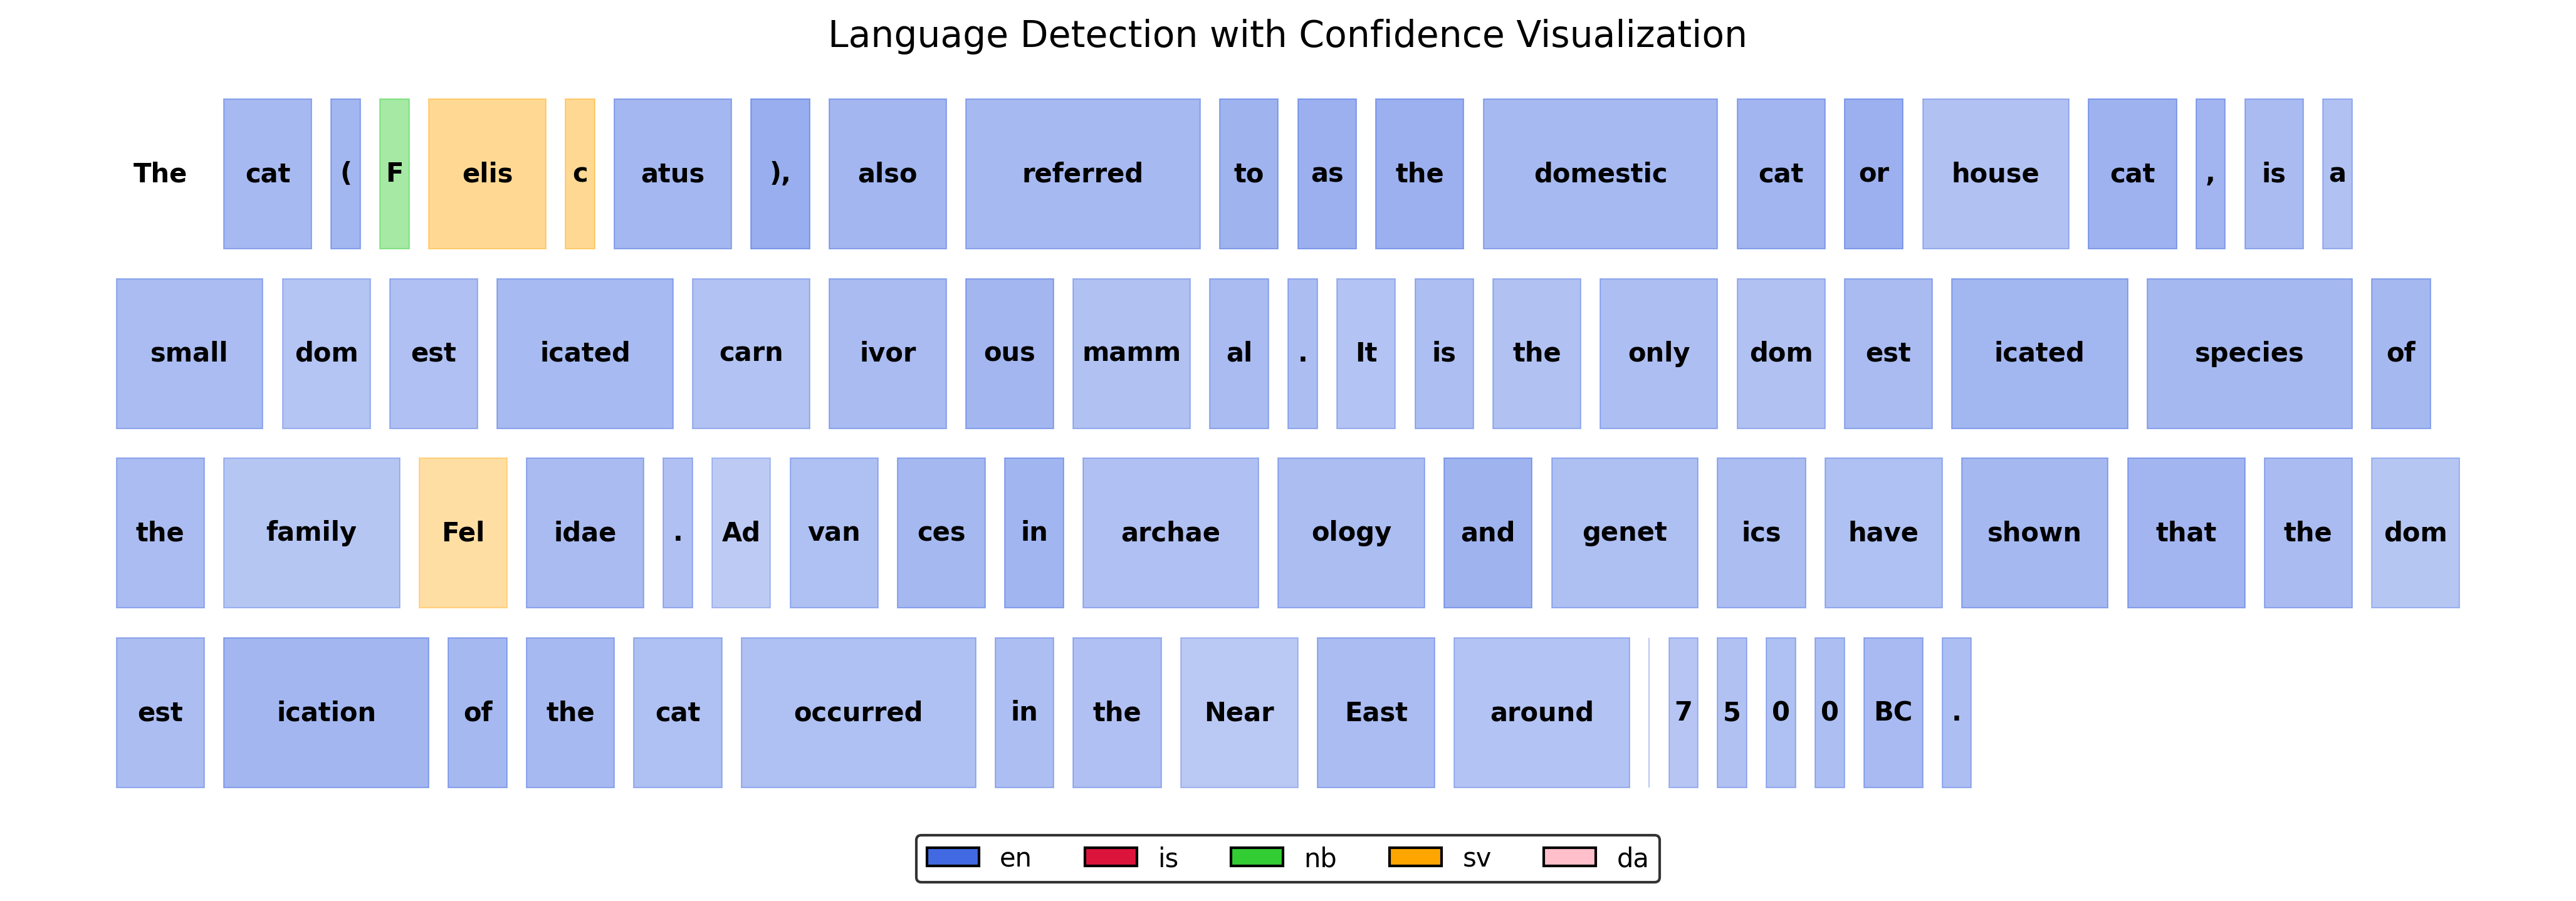 Language Detection with Confidence Visualization
The cat ( F elis c atus ), also referred to as the domestic cat or house cat , is a
small dom est icated carn ivor ous mamm al . It is the only dom est icated species of
the family Fel idae . Ad van ces in archae ology and genet ics have shown that the dom
est ication of the cat occurred in the Near East around 7 5 0 0 BC .
en is nb sv da